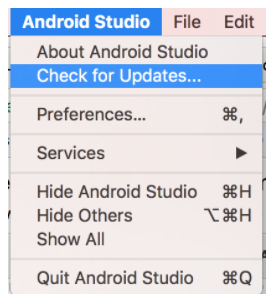 Android Studio File Edit
About Android Studio
Check for Updates...
Preferences... ⌘,
Services ▶
Hide Android Studio ⌘H
Hide Others ⌥⌘H
Show All
Quit Android Studio ⌘Q